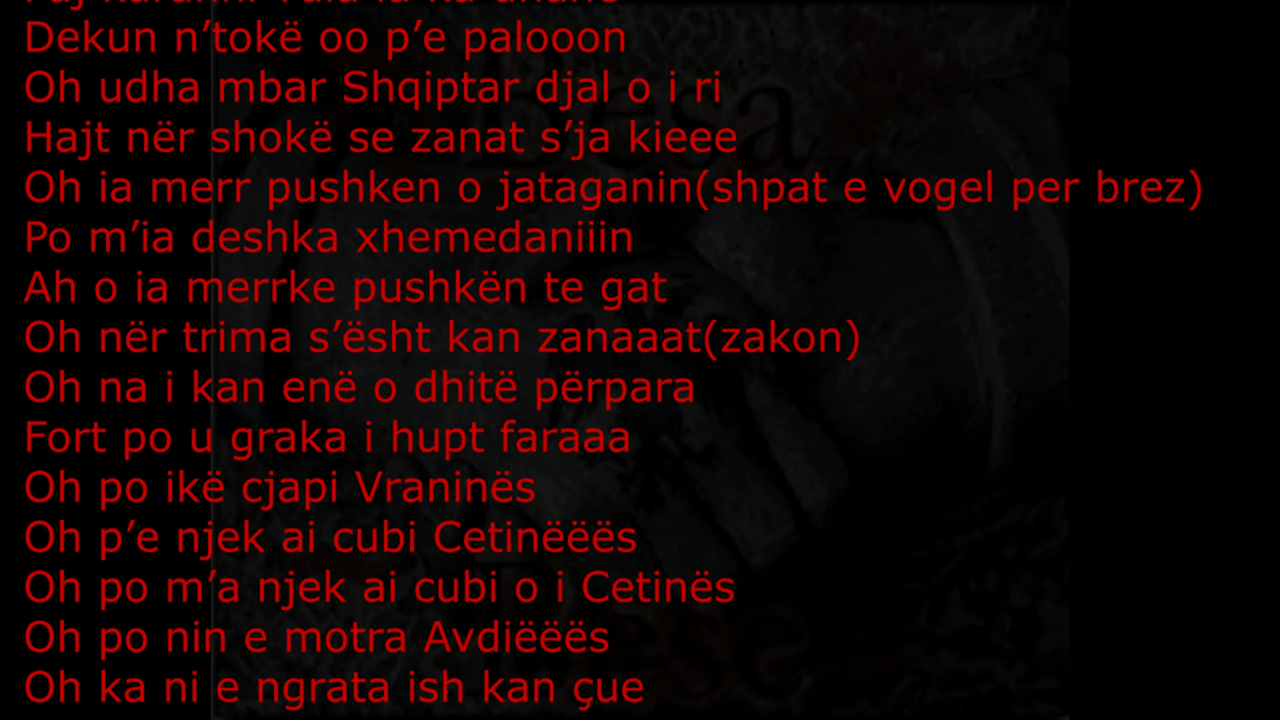 Dekun n’tokë oo p’e palooon
Oh udha mbar Shqiptar djal o i ri
Hajt nër shokë se zanat s’ja kieee
Oh ia merr pushken o jataganin(shpat e vogel per brez)
Po m’ia deshka xhemedaniiin
Ah o ia merrke pushkën te gat
Oh nër trima s’ësht kan zanaaat(zakon)
Oh na i kan enë o dhitë përpara
Fort po u graka i hupt faraaa
Oh po ikë cjapi Vraninës
Oh p’e njek ai cubi Cetinëëës
Oh po m’a njek ai cubi o i Cetinës
Oh po nin e motra Avdiëëës
Oh ka ni e ngrata ish kan çue
Besa